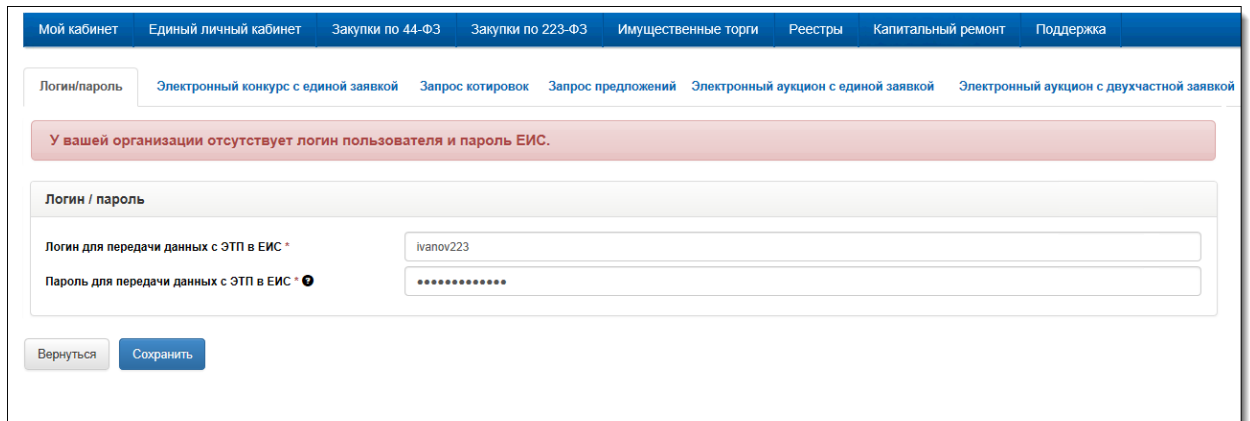 Мой кабинет Единый личный кабинет Закупки по 44-ФЗ Закупки по 223-ФЗ Имущественные торги Реестры Капитальный ремонт Поддержка
Логин/пароль Электронный конкурс с единой заявкой Запрос котировок Запрос предложений Электронный аукцион с единой заявкой Электронный аукцион с двухчастной заявкой
У вашей организации отсутствует логин пользователя и пароль ЕИС.
Логин / пароль
Логин для передачи данных с ЭТП в ЕИС * ivanov223
Пароль для передачи данных с ЭТП в ЕИС * ? •••••••••••••
Вернуться Сохранить